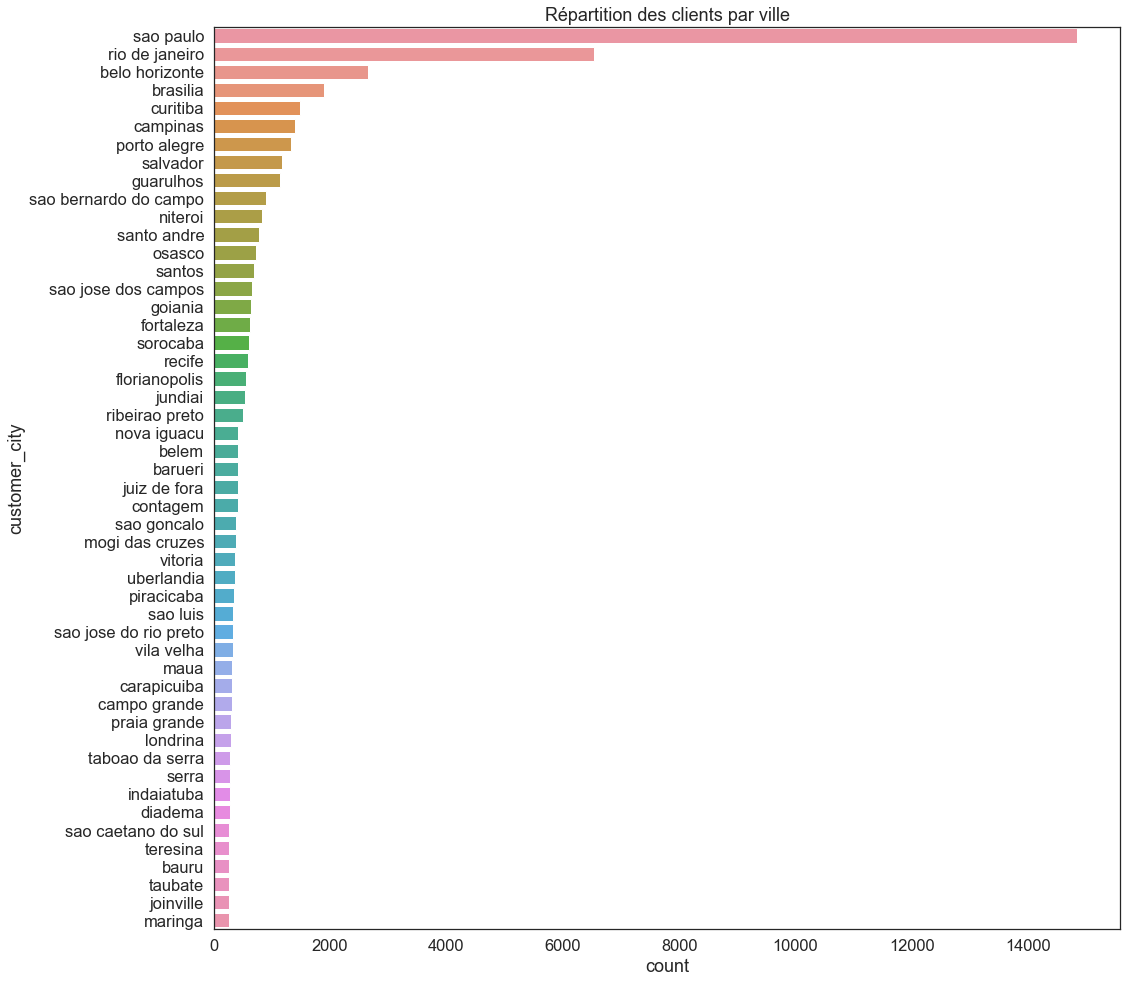 Répartition des clients par ville
sao paulo
rio de janeiro
belo horizonte
brasilia
curitiba
campinas
porto alegre
salvador
guarulhos
sao bernardo do campo
niteroi
santo andre
osasco
santos
sao jose dos campos
goiania
fortaleza
sorocaba
recife
florianopolis
jundiai
ribeirao preto
nova iguacu
belem
barueri
juiz de fora
contagem
sao goncalo
mogi das cruzes
vitoria
uberlandia
piracicaba
sao luis
sao jose do rio preto
vila velha
maua
carapicuiba
campo grande
praia grande
londrina
taboao da serra
serra
indaiatuba
diadema
sao caetano do sul
teresina
bauru
taubate
joinville
maringa
customer_city
0 2000 4000 6000 8000 10000 12000 14000
count